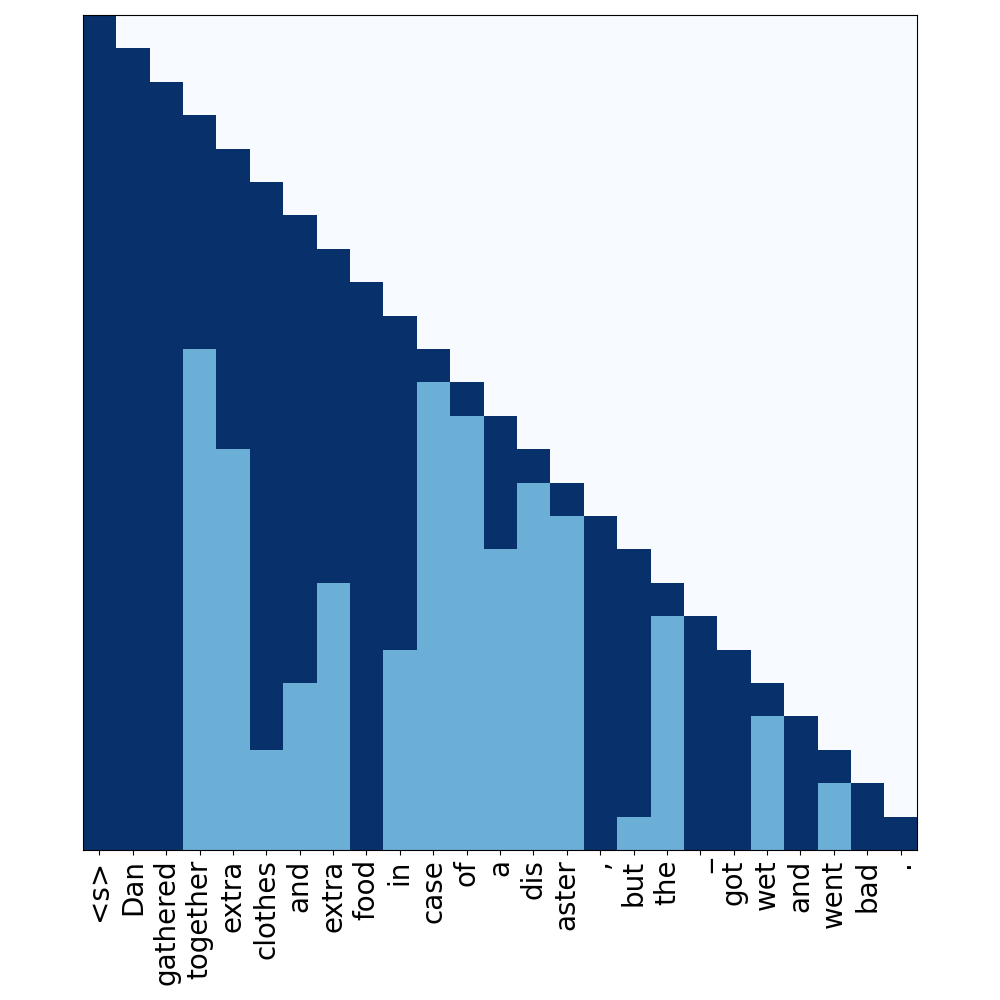 <s> Dan gathered together extra clothes and extra food in case of a dis aster , but the _ got wet and went bad .